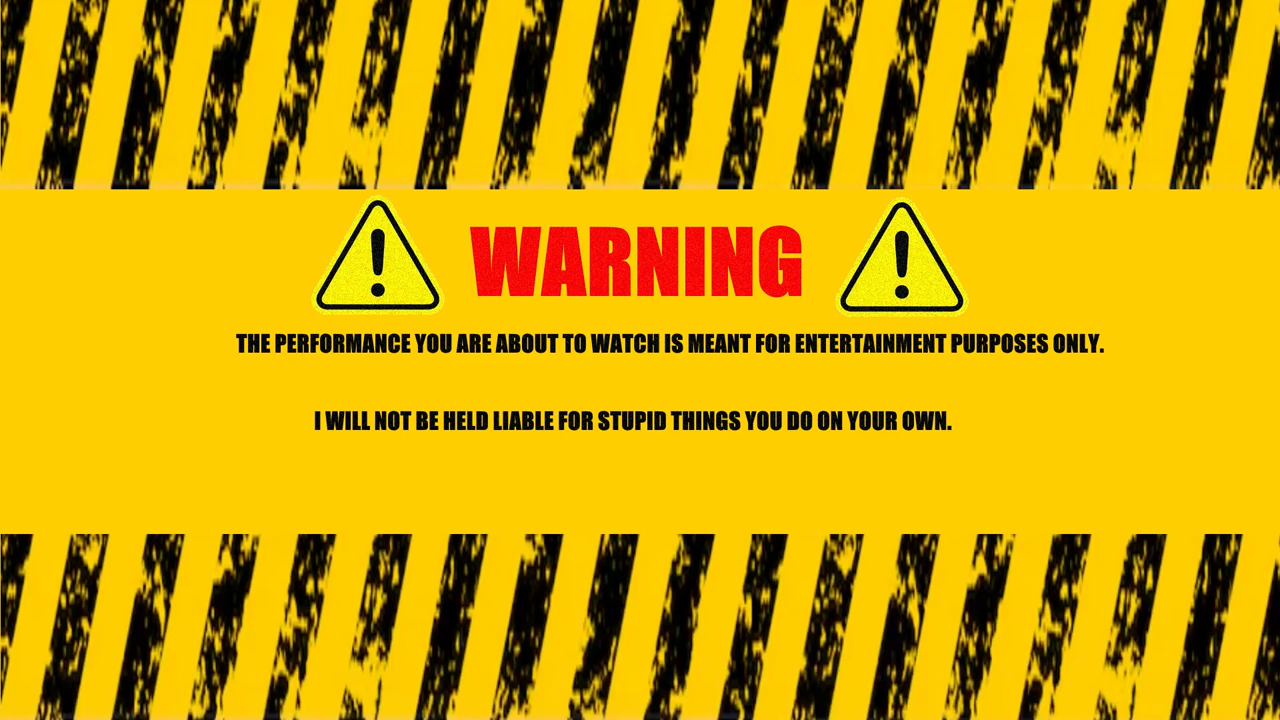 WARNING
THE PERFORMANCE YOU ARE ABOUT TO WATCH IS MEANT FOR ENTERTAINMENT PURPOSES ONLY.
I WILL NOT BE HELD LIABLE FOR STUPID THINGS YOU DO ON YOUR OWN.